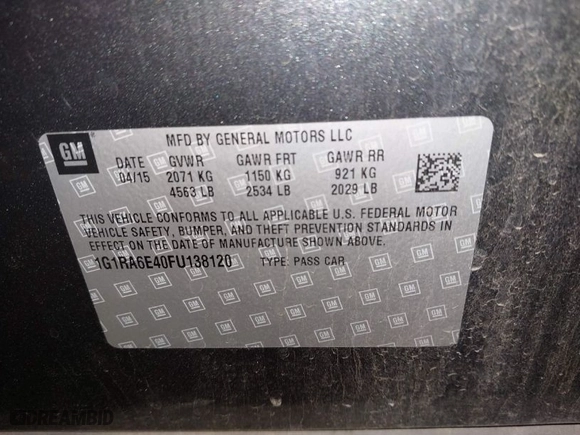 GM
MFD BY GENERAL MOTORS LLC
DATE GVWR GAWR FRT GAWR RR
04/15 2071 KG 1150 KG 921 KG
4563 LB 2534 LB 2029 LB
THIS VEHICLE CONFORMS TO ALL APPLICABLE U.S. FEDERAL MOTOR
VEHICLE SAFETY, BUMPER, AND THEFT PREVENTION STANDARDS IN
EFFECT ON THE DATE OF MANUFACTURE SHOWN ABOVE.
1G1RA6E40FU138120 TYPE: PASS CAR
DREAMBID